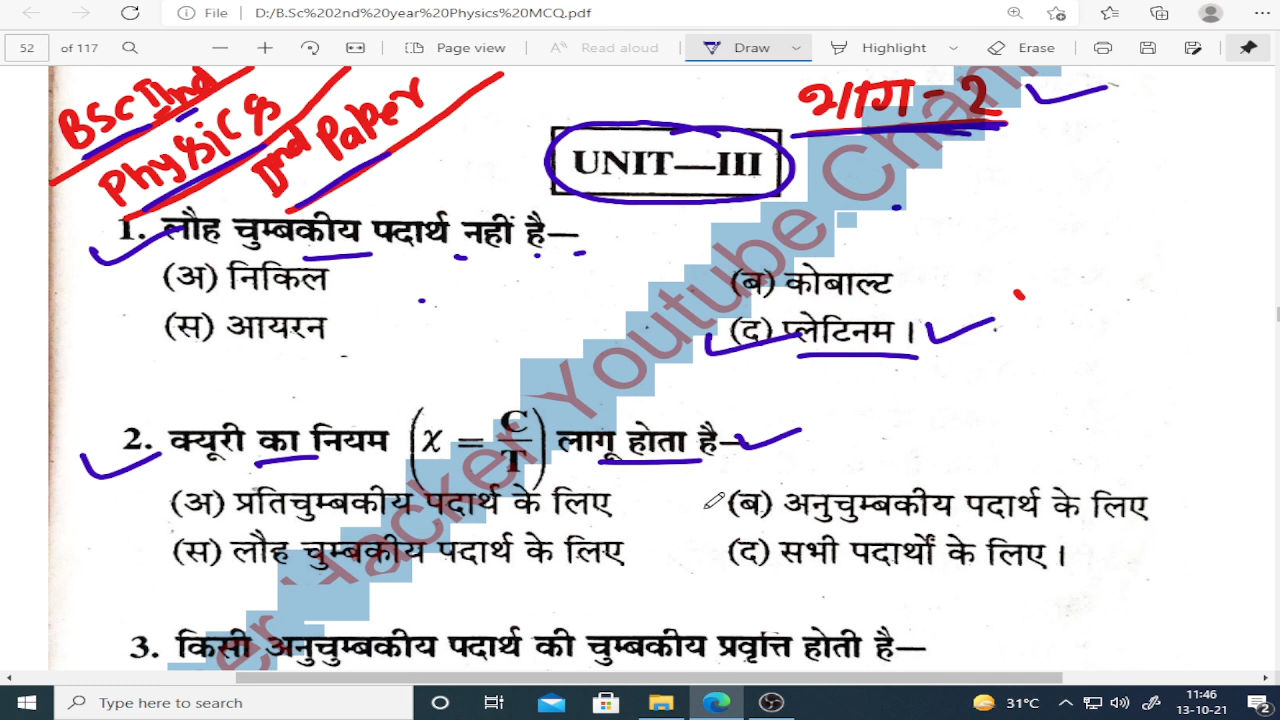 File D:/B.Sc%202nd%20year%20Physics%20MCQ.pdf
52 of 117 Page view Read aloud Draw Highlight Erase
BSC IInd
Physics
IInd Paper
भाग-2
UNIT—III
1. लौह चुम्बकीय पदार्थ नहीं है—
(अ) निकिल (ब) कोबाल्ट
(स) आयरन (द) प्लेटिनम।
2. क्यूरी का नियम (χ = C/T) लागू होता है—
(अ) प्रतिचुम्बकीय पदार्थ के लिए (ब) अनुचुम्बकीय पदार्थ के लिए
(स) लौह चुम्बकीय पदार्थ के लिए (द) सभी पदार्थों के लिए।
3. किसी अनुचुम्बकीय पदार्थ की चुम्बकीय प्रवृत्ति होती है—
Hacker Youtube
Type here to search 31°C 11:46
13-10-21 2